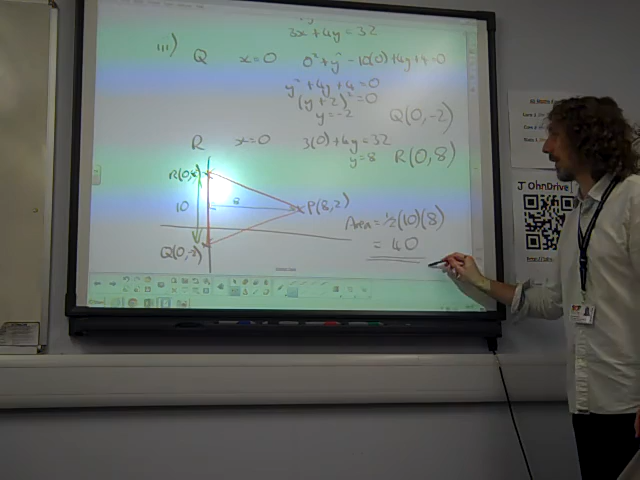 3x + 4y = 32
iii) Q x=0 0² + y² - 10(0) + 4y + 4 = 0
y² + 4y + 4 = 0
(y + 2)² = 0
y = -2 Q(0, -2)
R x=0 3(0) + 4y = 32
y = 8 R(0, 8)
R(0,8)
8
10
P(8,2)
Q(0,-2)
Area = ½(10)(8)
= 40
JOhnDrive